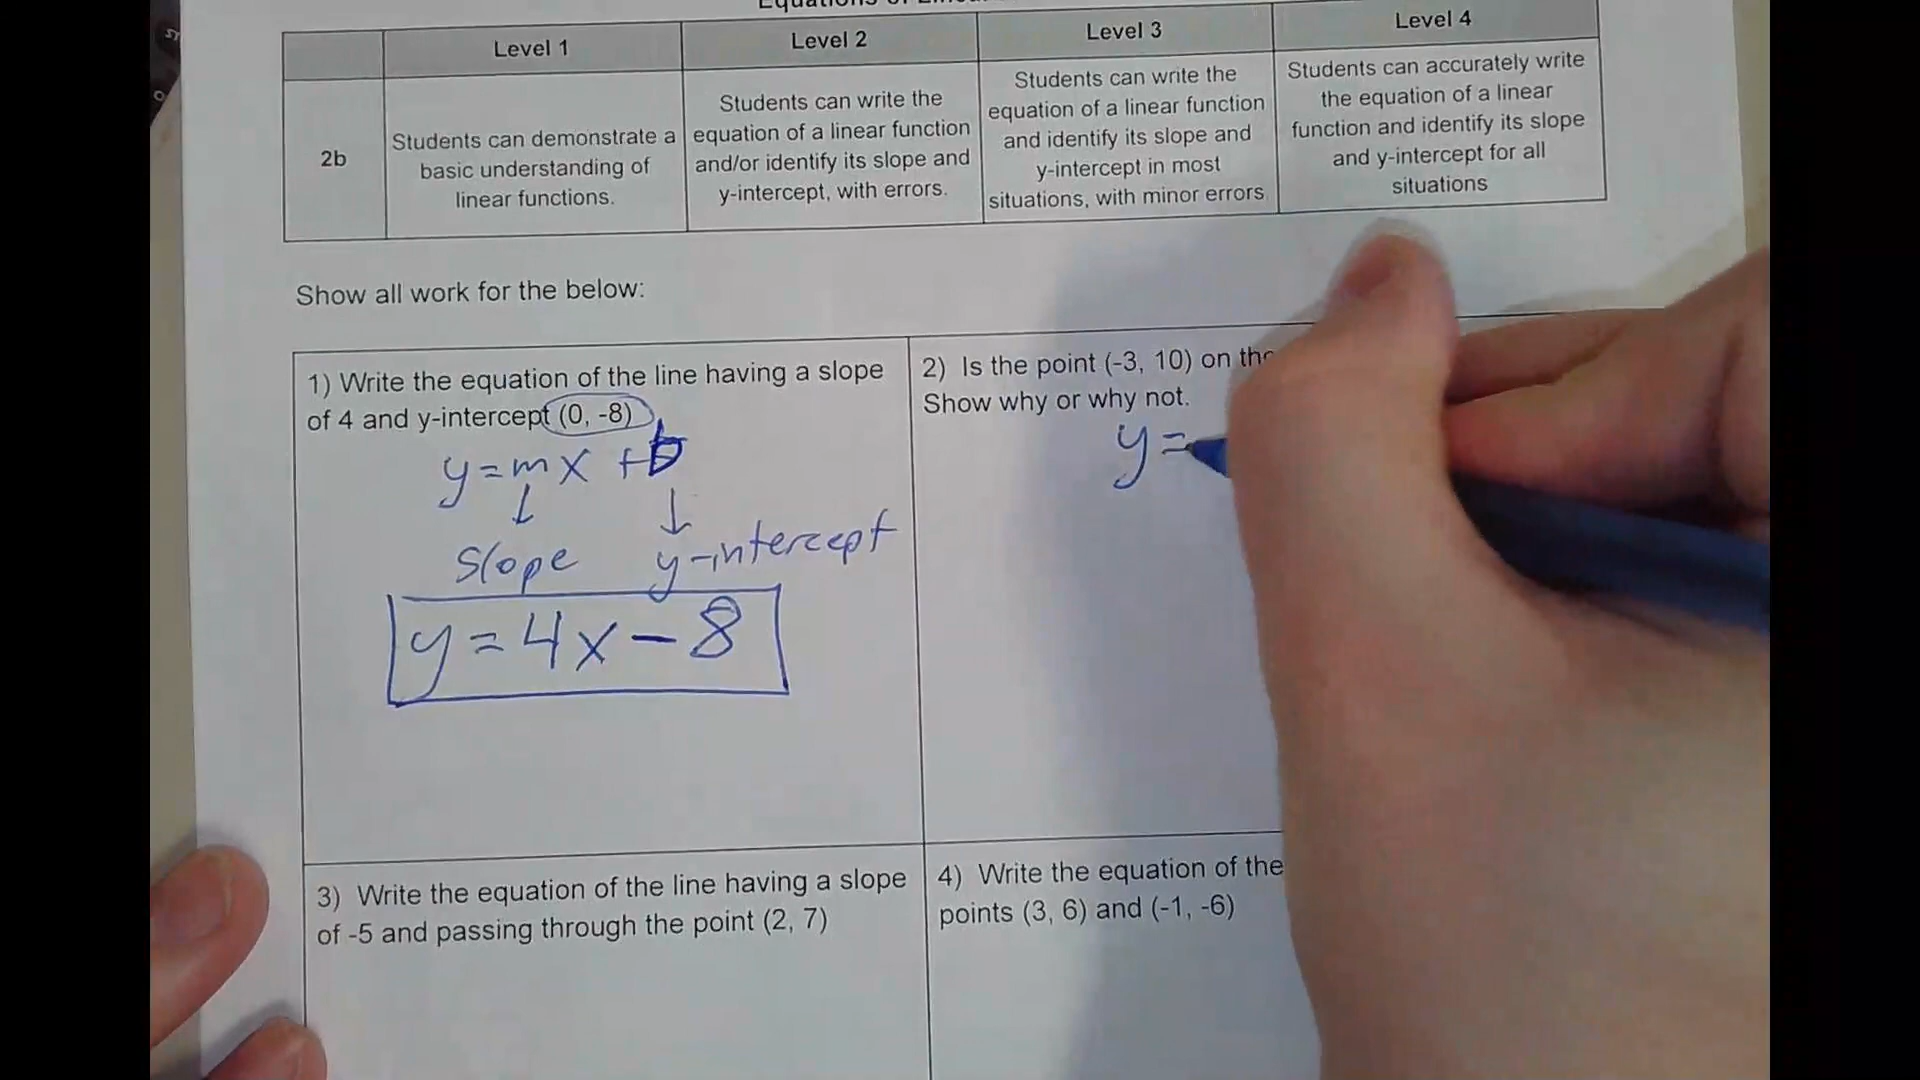 Level 1
Level 2
Level 3
Level 4
2b
Students can demonstrate a
basic understanding of
linear functions.
Students can write the
equation of a linear function
and/or identify its slope and
y-intercept, with errors.
Students can write the
equation of a linear function
and identify its slope and
y-intercept in most
situations, with minor errors
Students can accurately write
the equation of a linear
function and identify its slope
and y-intercept for all
situations
Show all work for the below:
1) Write the equation of the line having a slope
of 4 and y-intercept (0, -8)
y = mx + b
slope y-intercept
y = 4x - 8
2) Is the point (-3, 10) on the
Show why or why not.
y =
3) Write the equation of the line having a slope
of -5 and passing through the point (2, 7)
4) Write the equation of the
points (3, 6) and (-1, -6)